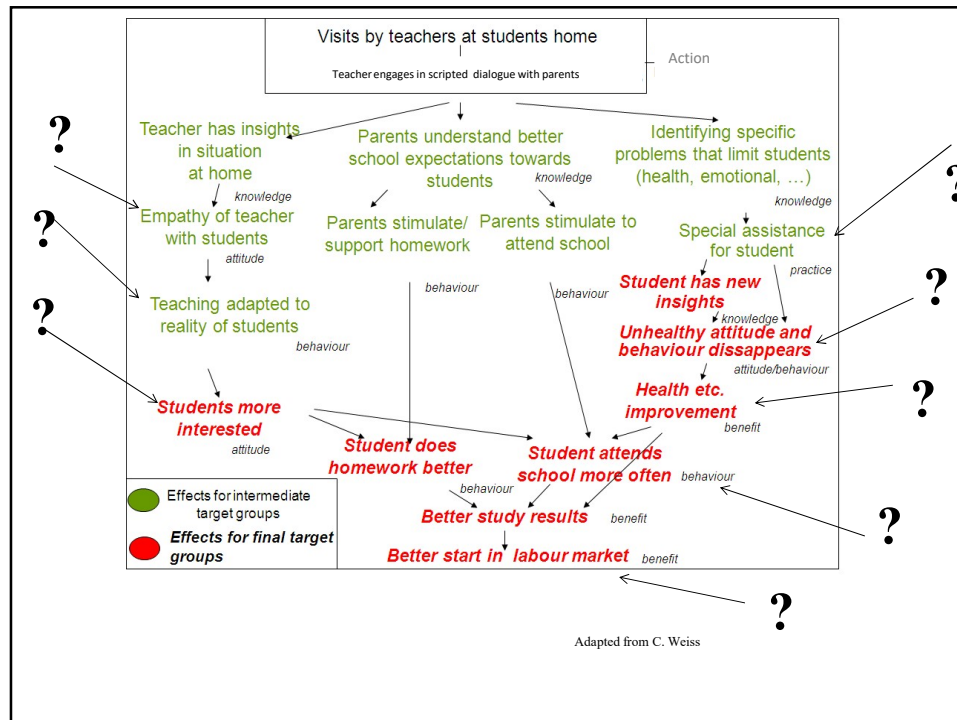 Visits by teachers at students home
Teacher engages in scripted dialogue with parents
Action
?
Teacher has insights
in situation
at home
knowledge
Parents understand better
school expectations towards
students
knowledge
Identifying specific
problems that limit students
(health, emotional, ...)
knowledge
?
Empathy of teacher
with students
attitude
Parents stimulate/
support homework
behaviour
Parents stimulate to
attend school
behaviour
Special assistance
for student
practice
?
Student has new
insights
knowledge
?
Teaching adapted to
reality of students
behaviour
Unhealthy attitude and
behaviour dissappears
attitude/behaviour
?
Health etc.
improvement
benefit
?
Students more
interested
attitude
Student does
homework better
behaviour
Student attends
school more often
behaviour
?
Better study results
benefit
Effects for intermediate
target groups
Effects for final target
groups
Better start in labour market
benefit
?
Adapted from C. Weiss